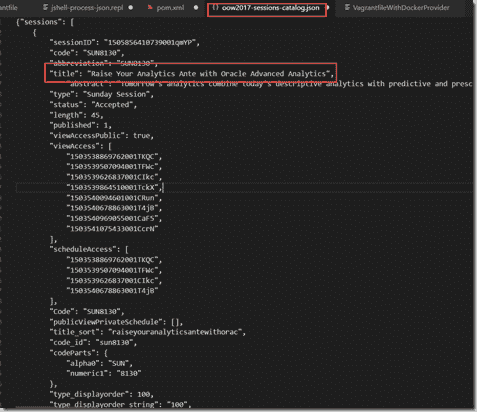 antfile
jshell-process-json.repl
pom.xml
{} oow2017-sessions-catalog.json
VagrantfileWithDockerProvider
{"sessions": [
{
"sessionID": "1505856410739001qmYP",
"code": "SUN8130",
"abbreviation": "SUN8130",
"title": "Raise Your Analytics Ante with Oracle Advanced Analytics",
"abstract": "Tomorrow's analytics combine today's descriptive analytics with predictive and presc
"type": "Sunday Session",
"status": "Accepted",
"length": 45,
"published": 1,
"viewAccessPublic": true,
"viewAccess": [
"1503538869762001TKQC",
"1503539507094001TFWc",
"1503539626837001CIkc",
"1503539864510001TckX",
"1503540094601001CRun",
"1503540678863001T4jB",
"1503540969055001CaF5",
"1503541075433001CcrN"
],
"scheduleAccess": [
"1503538869762001TKQC",
"1503539507094001TFWc",
"1503539626837001CIkc",
"1503540678863001T4jB"
],
"Code": "SUN8130",
"publicViewPrivateSchedule": [],
"title_sort": "raiseyouranalyticsantewithorac",
"code_id": "sun8130",
"codeParts": {
"alpha0": "SUN",
"numeric1": "8130"
},
"type_displayorder": 100,
"type_displayorder_string": "100",